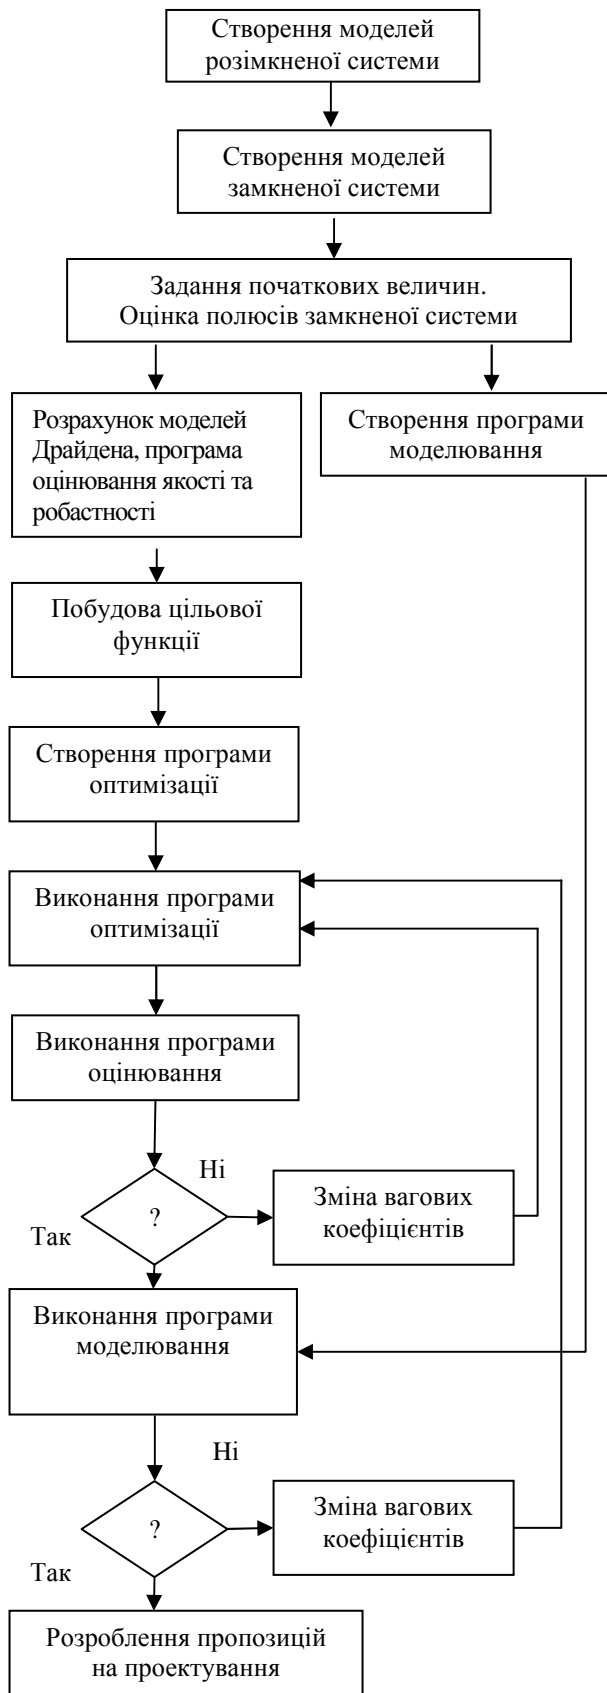 Створення моделей
розімкненої системи
Створення моделей
замкненої системи
Задання початкових величин.
Оцінка полюсів замкненої системи
Розрахунок моделей
Драйдена, програма
оцінювання якості та
робастності
Створення програми
моделювання
Побудова цільової
функції
Створення програми
оптимізації
Виконання програми
оптимізації
Виконання програми
оцінювання
Ні
?
Так
Зміна вагових
коефіцієнтів
Виконання програми
моделювання
Ні
?
Так
Зміна вагових
коефіцієнтів
Розроблення пропозицій
на проектування